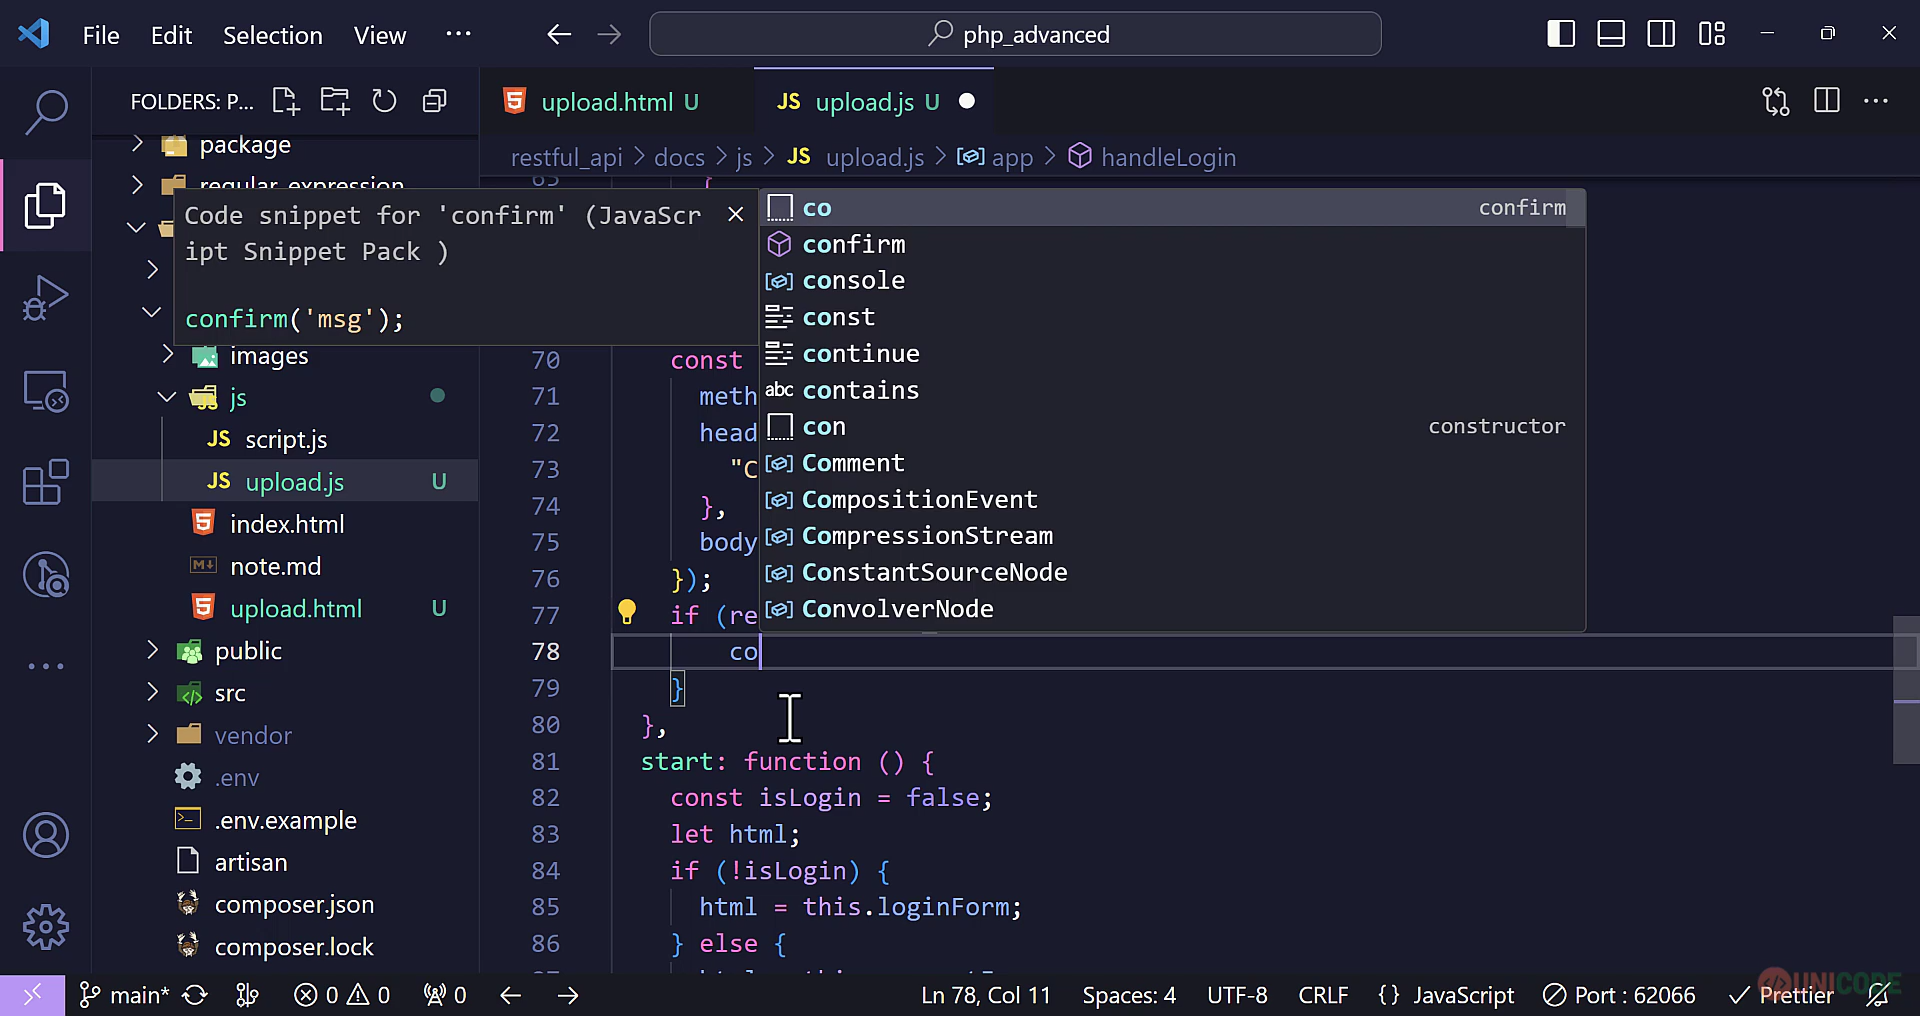 File Edit Selection View ...
php_advanced
FOLDERS: P...
upload.html U
JS upload.js U
restful_api > docs > js > JS upload.js > app > handleLogin
package
regular_expression
images
js
JS script.js
JS upload.js U
index.html
note.md
upload.html U
public
src
vendor
.env
.env.example
artisan
composer.json
composer.lock
Code snippet for 'confirm' (JavaScr
ipt Snippet Pack )
confirm('msg');
co confirm
confirm
console
const
continue
abc contains
con constructor
Comment
CompositionEvent
CompressionStream
ConstantSourceNode
ConvolverNode
65 {
70 const
71 meth
72 head
73 "C
74 },
75 body
76 });
77 if (re
78 co
79 }
80 },
81 start: function () {
82 const isLogin = false;
83 let html;
84 if (!isLogin) {
85 html = this.loginForm;
86 } else {
main* 0 0 0
Ln 78, Col 11 Spaces: 4 UTF-8 CRLF {} JavaScript Port : 62066 Prettier
UNICODE